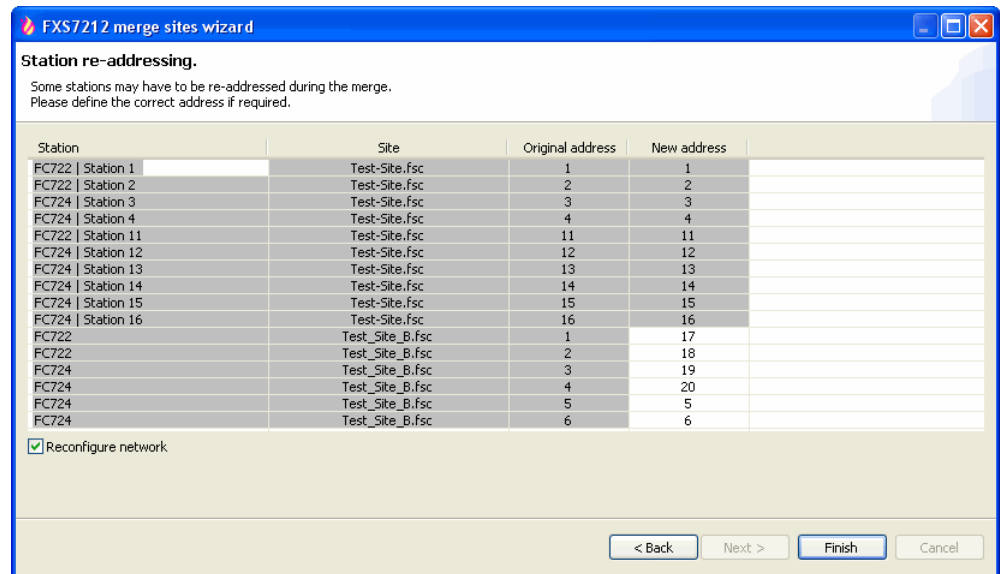 FXS7212 merge sites wizard
Station re-addressing.
Some stations may have to be re-addressed during the merge.
Please define the correct address if required.
Station Site Original address New address
FC722 | Station 1 Test-Site.fsc 1 1
FC722 | Station 2 Test-Site.fsc 2 2
FC724 | Station 3 Test-Site.fsc 3 3
FC724 | Station 4 Test-Site.fsc 4 4
FC722 | Station 11 Test-Site.fsc 11 11
FC724 | Station 12 Test-Site.fsc 12 12
FC724 | Station 13 Test-Site.fsc 13 13
FC724 | Station 14 Test-Site.fsc 14 14
FC724 | Station 15 Test-Site.fsc 15 15
FC724 | Station 16 Test-Site.fsc 16 16
FC722 Test_Site_B.fsc 1 17
FC722 Test_Site_B.fsc 2 18
FC724 Test_Site_B.fsc 3 19
FC724 Test_Site_B.fsc 4 20
FC724 Test_Site_B.fsc 5 5
FC724 Test_Site_B.fsc 6 6
Reconfigure network
< Back Next > Finish Cancel